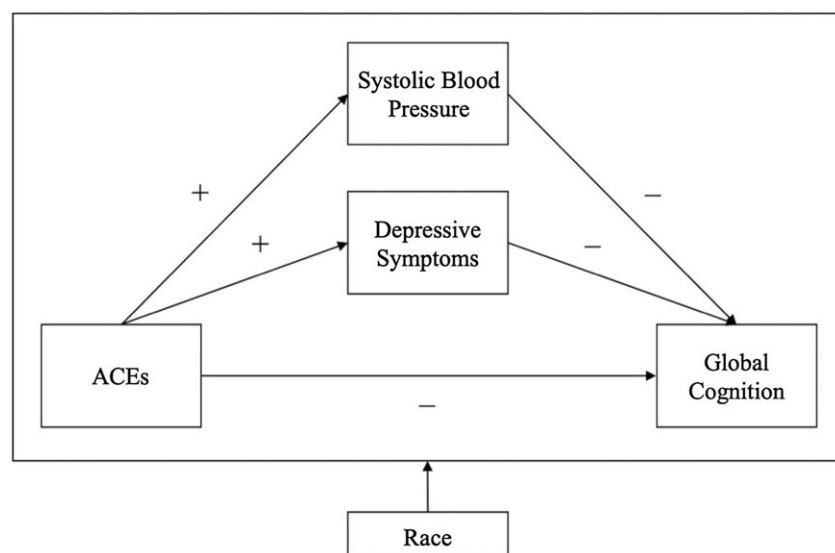 Systolic Blood
Pressure
+
−
Depressive
Symptoms
+
−
ACEs
Global
Cognition
−
Race